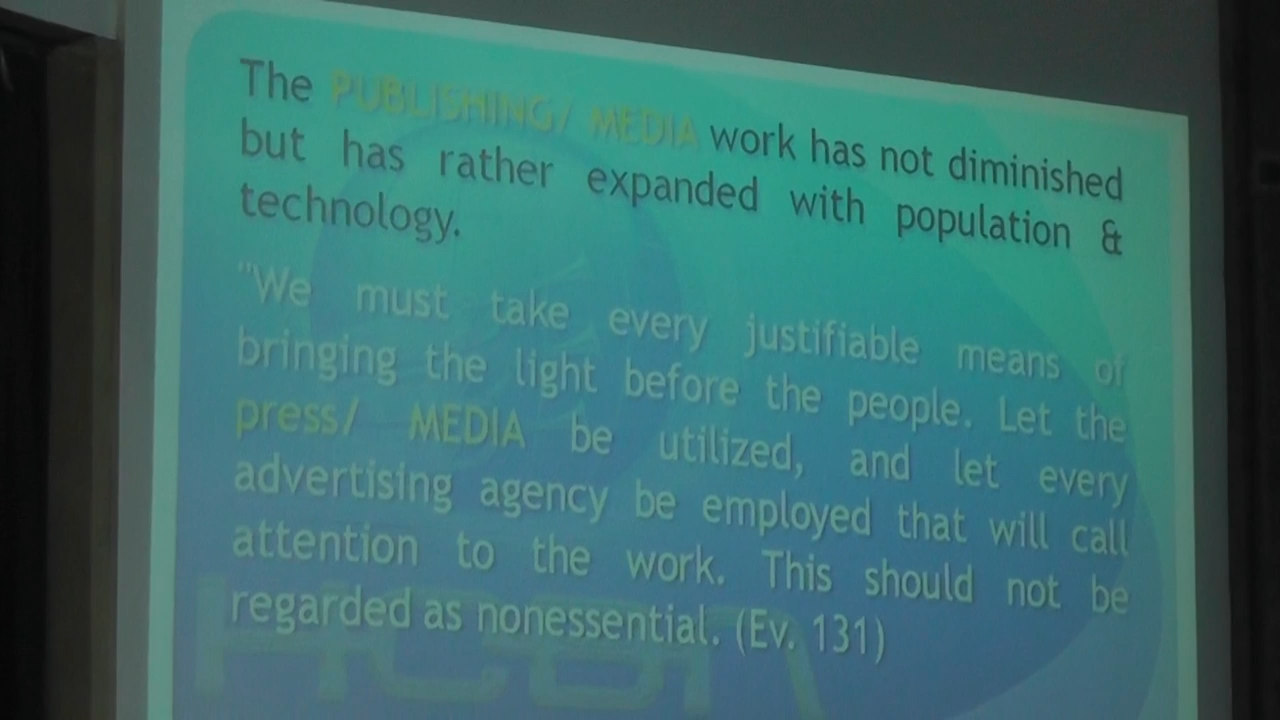 The PUBLISHING/ MEDIA work has not diminished
but has rather expanded with population &
technology.
"We must take every justifiable means of
bringing the light before the people. Let the
press/ MEDIA be utilized, and let every
advertising agency be employed that will call
attention to the work. This should not be
regarded as nonessential. (Ev. 131)